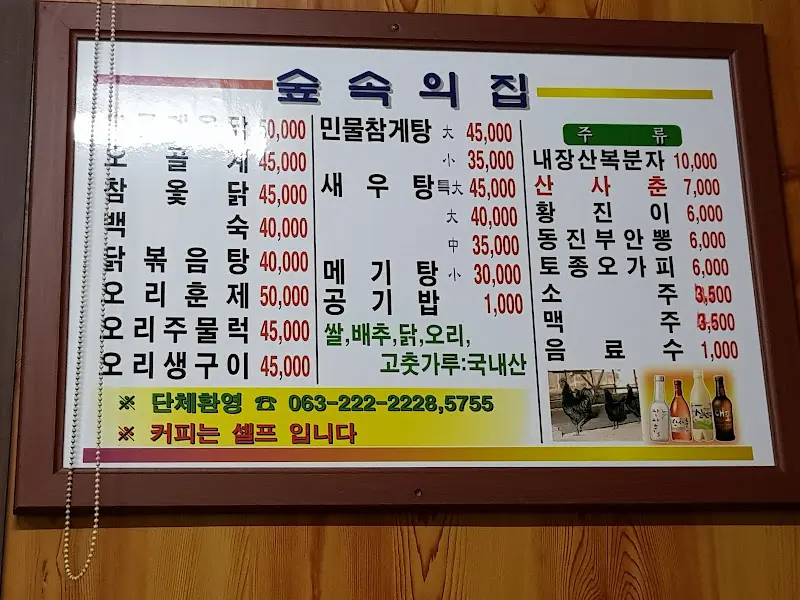 숲속의집
닭 50,000
오골계 45,000
참옻닭 45,000
백숙 40,000
닭볶음탕 40,000
오리훈제 50,000
오리주물럭 45,000
오리생구이 45,000
민물참게탕 大 45,000
小 35,000
새우탕 特大 45,000
大 40,000
中 35,000
메기탕 小 30,000
공기밥 1,000
쌀,배추,닭,오리,
고춧가루:국내산
주류
내장산복분자 10,000
산사춘 7,000
황진이 6,000
동진부안뽕 6,000
토종오가피 6,000
소주 3,500
맥주 3,500
음료수 1,000
※ 단체환영 ☎ 063-222-2228,5755
※ 커피는 셀프 입니다